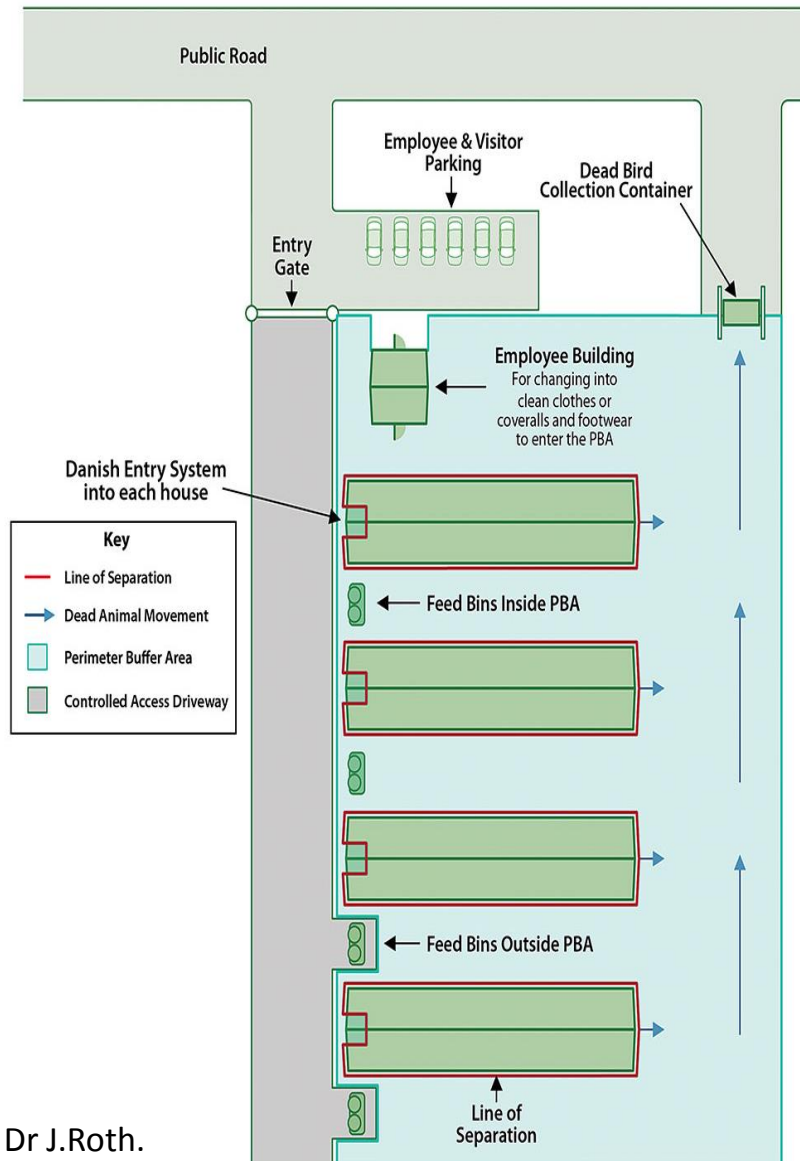 Public Road
Employee & Visitor
Parking
Dead Bird
Collection Container
Entry
Gate
Employee Building
For changing into
clean clothes or
coveralls and footwear
to enter the PBA
Danish Entry System
into each house
Key
Line of Separation
Dead Animal Movement
Perimeter Buffer Area
Controlled Access Driveway
Feed Bins Inside PBA
Feed Bins Outside PBA
Line of
Separation
Dr J.Roth.